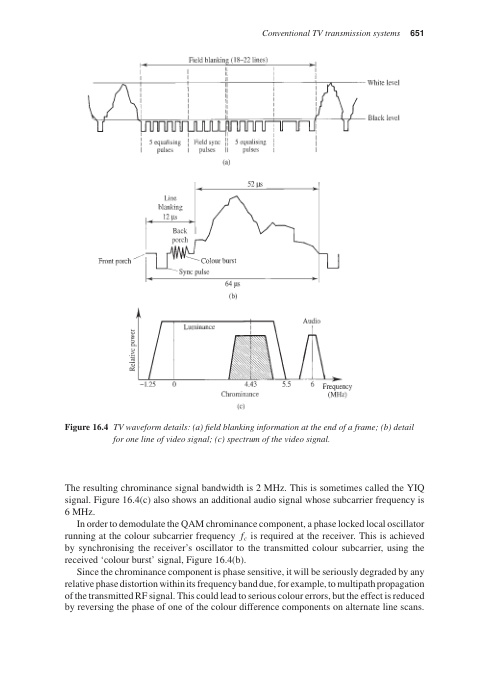 Conventional TV transmission systems 651
Field blanking (18–22 lines)
White level
Black level
5 equalising pulses
Field sync pulses
5 equalising pulses
(a)
52 μs
Line blanking
12 μs
Back porch
Front porch
Colour burst
Sync pulse
64 μs
(b)
Relative power
Luminance
Audio
–1.25 0 4.43 5.5 6 Frequency (MHz)
Chrominance
(c)
Figure 16.4 TV waveform details: (a) field blanking information at the end of a frame; (b) detail
for one line of video signal; (c) spectrum of the video signal.
The resulting chrominance signal bandwidth is 2 MHz. This is sometimes called the YIQ
signal. Figure 16.4(c) also shows an additional audio signal whose subcarrier frequency is
6 MHz.
In order to demodulate the QAM chrominance component, a phase locked local oscillator
running at the colour subcarrier frequency fc is required at the receiver. This is achieved
by synchronising the receiver's oscillator to the transmitted colour subcarrier, using the
received 'colour burst' signal, Figure 16.4(b).
Since the chrominance component is phase sensitive, it will be seriously degraded by any
relative phase distortion within its frequency band due, for example, to multipath propagation
of the transmitted RF signal. This could lead to serious colour errors, but the effect is reduced
by reversing the phase of one of the colour difference components on alternate line scans.